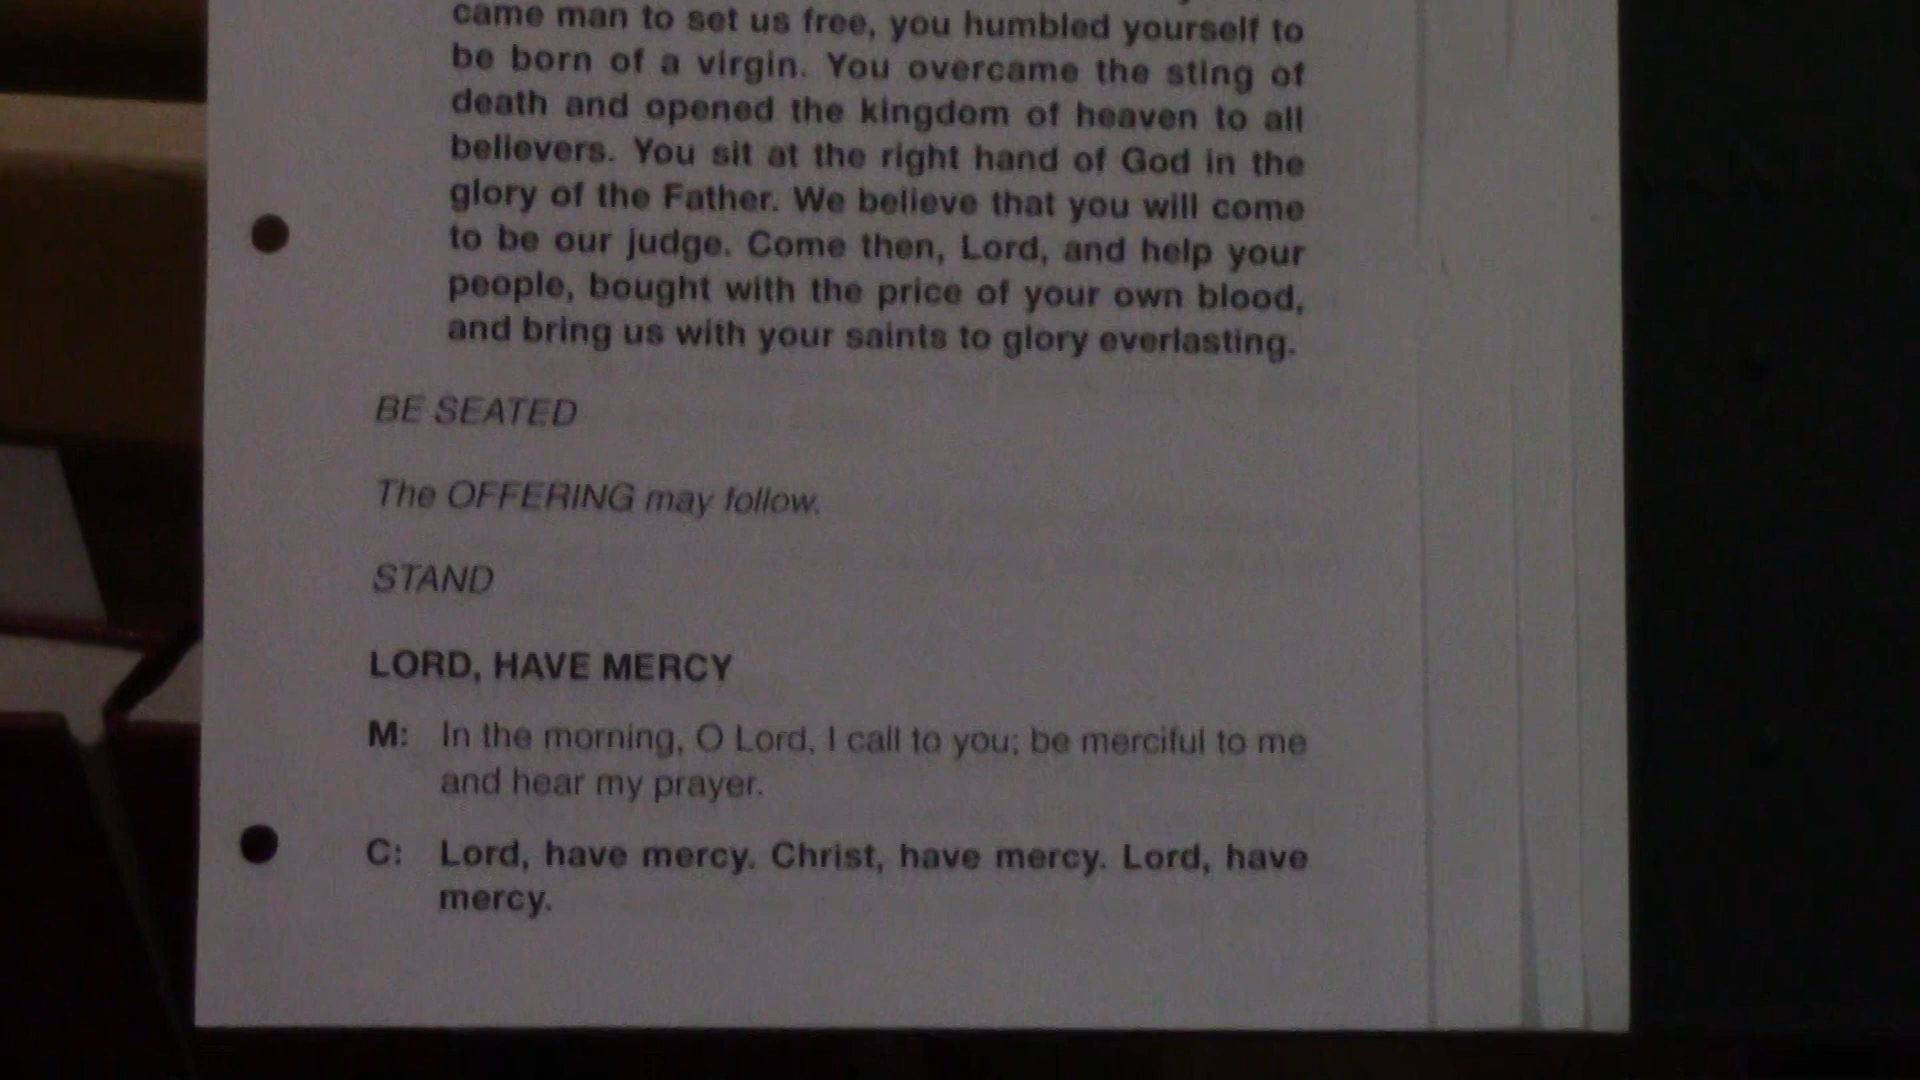 came man to set us free, you humbled yourself to
be born of a virgin. You overcame the sting of
death and opened the kingdom of heaven to all
believers. You sit at the right hand of God in the
glory of the Father. We believe that you will come
to be our judge. Come then, Lord, and help your
people, bought with the price of your own blood,
and bring us with your saints to glory everlasting.
BE SEATED
The OFFERING may follow.
STAND
LORD, HAVE MERCY
M: In the morning, O Lord, I call to you; be merciful to me
and hear my prayer.
C: Lord, have mercy. Christ, have mercy. Lord, have
mercy.